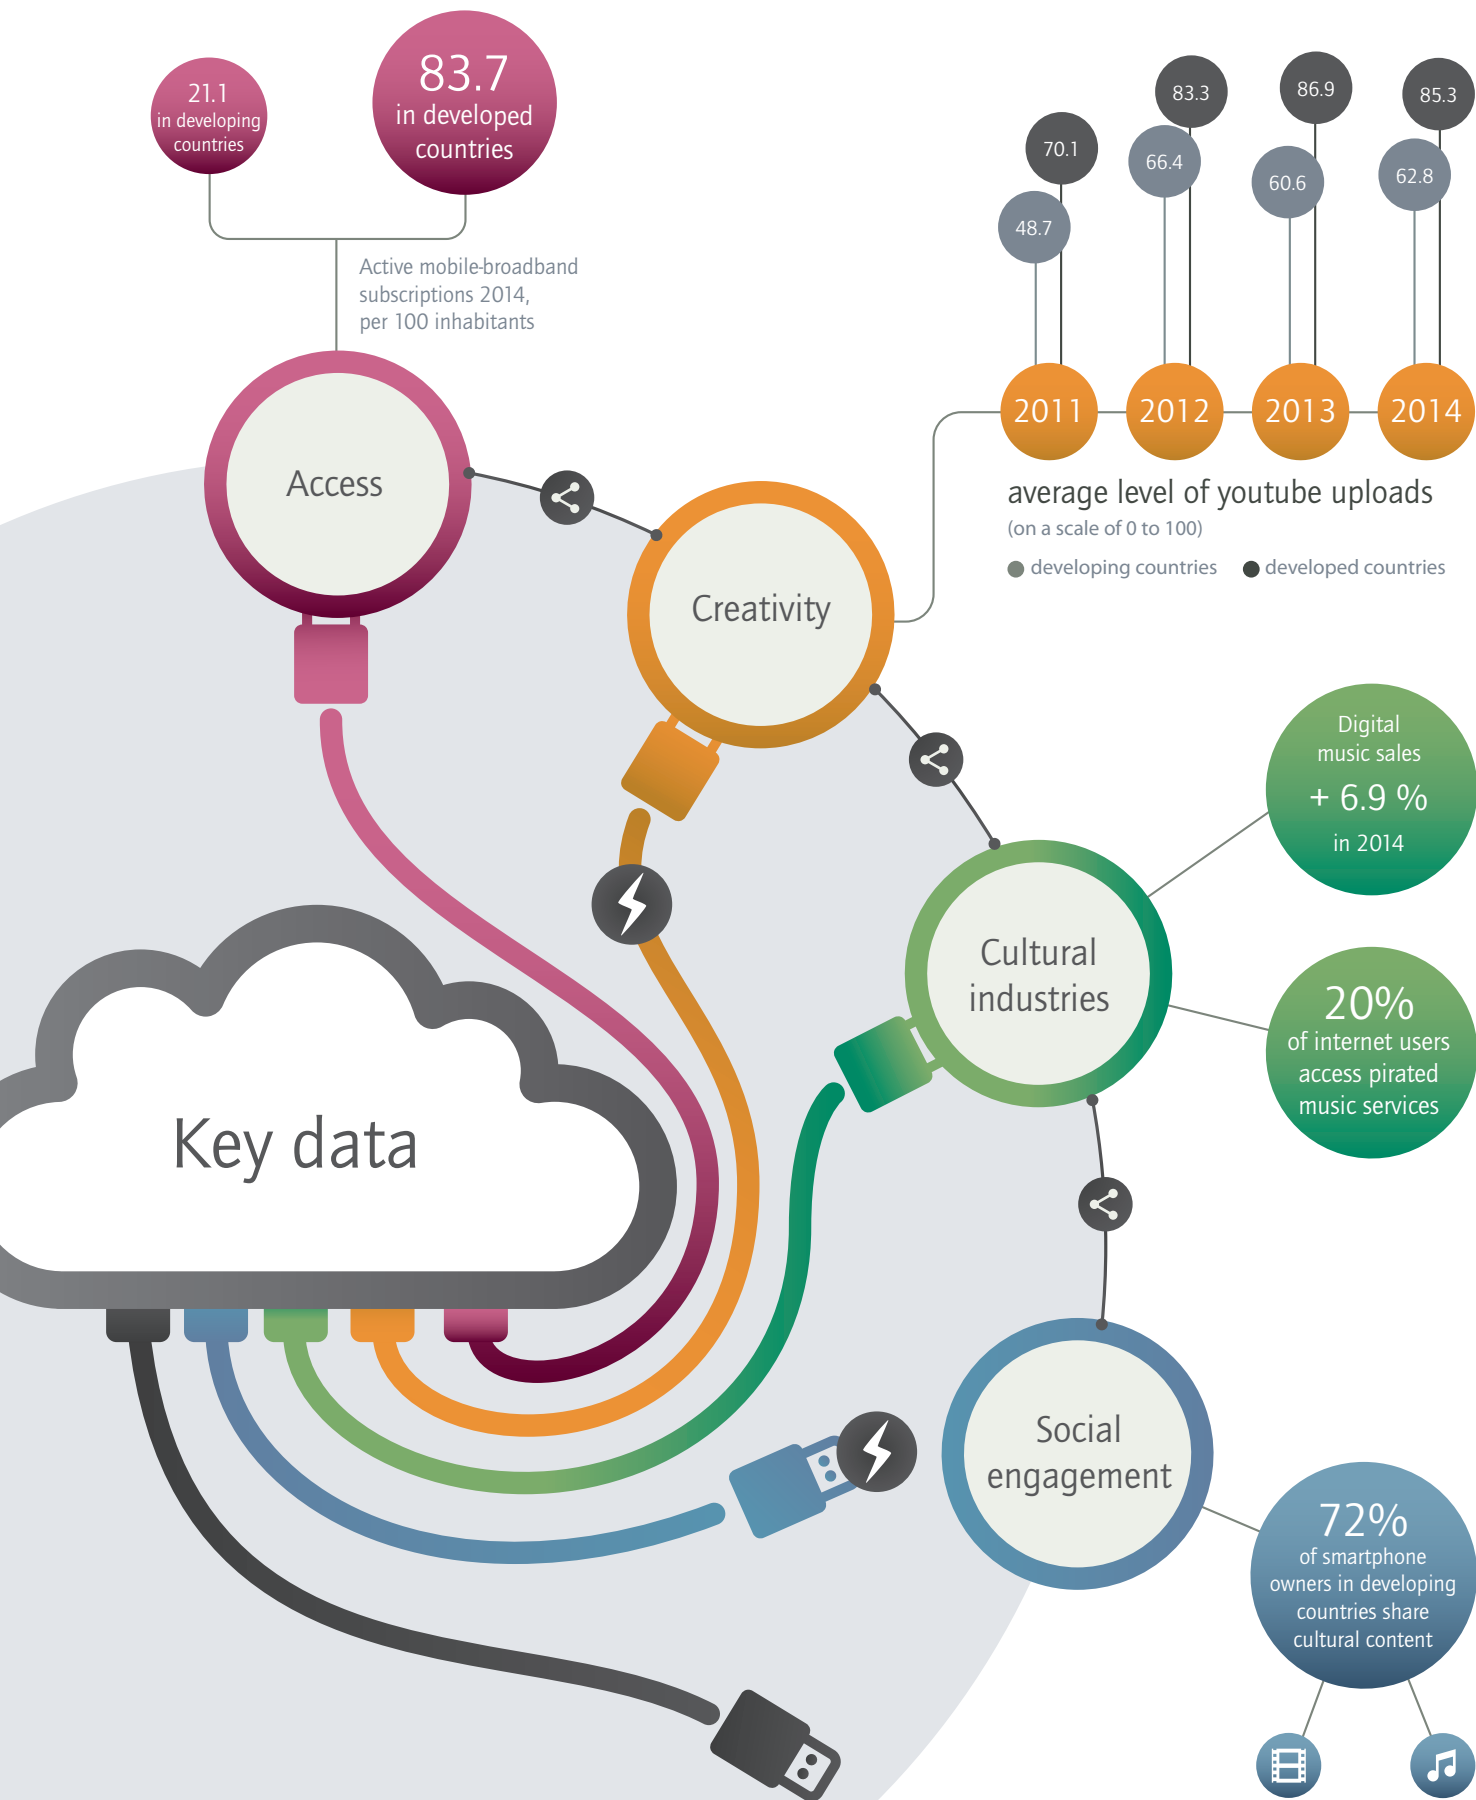 21.1
in developing
countries
83.7
in developed
countries
Active mobile-broadband
subscriptions 2014,
per 100 inhabitants
Access
70.1
48.7
83.3
66.4
86.9
60.6
85.3
62.8
2011
2012
2013
2014
average level of youtube uploads
(on a scale of 0 to 100)
developing countries
developed countries
Creativity
Digital
music sales
+ 6.9 %
in 2014
Cultural
industries
20%
of internet users
access pirated
music services
Key data
Social
engagement
72%
of smartphone
owners in developing
countries share
cultural content